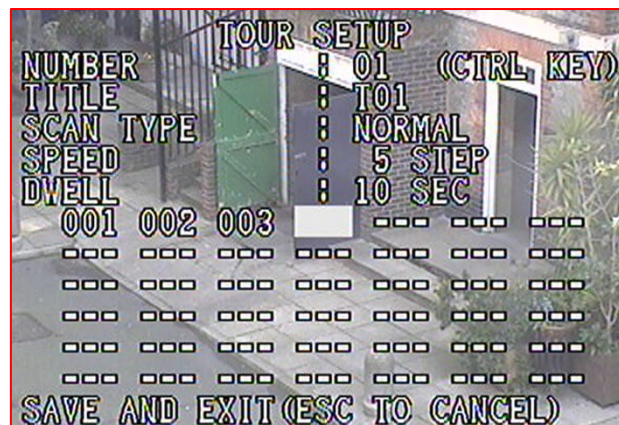 TOUR SETUP
NUMBER : 01 (CTRL KEY)
TITLE : T01
SCAN TYPE : NORMAL
SPEED : 5 STEP
DWELL : 10 SEC
001 002 003 --- --- ---
--- --- --- --- --- --- ---
--- --- --- --- --- --- ---
--- --- --- --- --- --- ---
--- --- --- --- --- --- ---
--- --- --- --- --- --- ---
SAVE AND EXIT(ESC TO CANCEL)